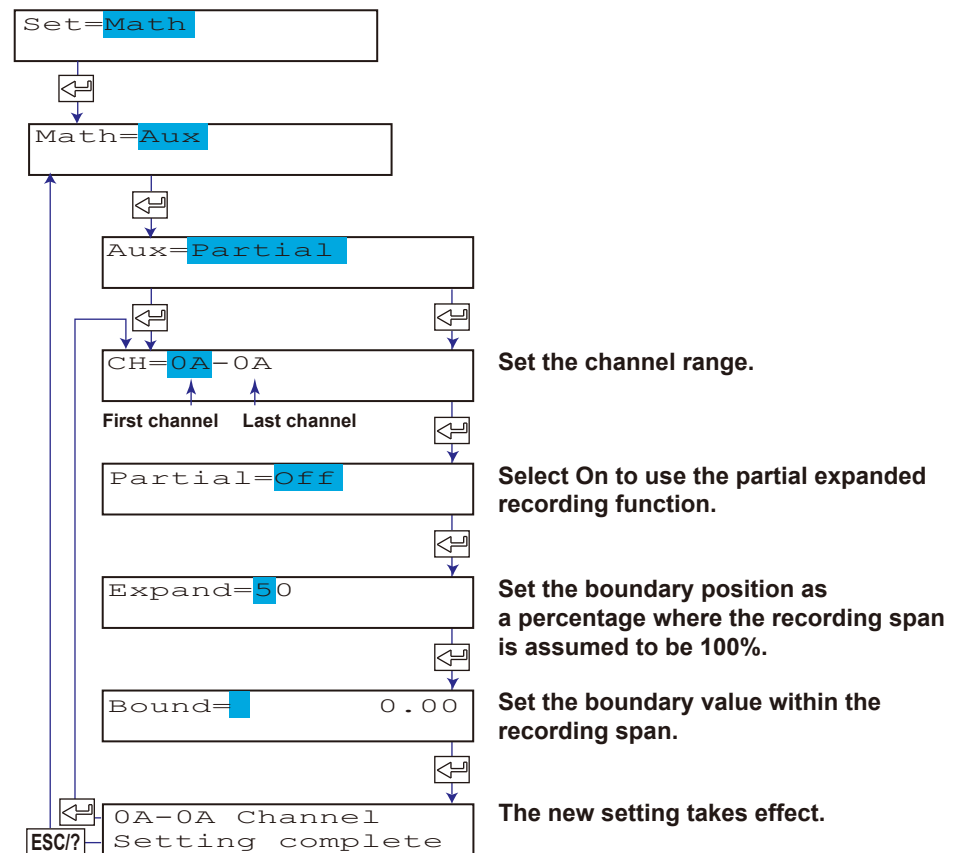 Set=Math
Math=Aux
Aux=Partial
CH=0A-0A
Set the channel range.
First channel Last channel
Partial=Off
Select On to use the partial expanded
recording function.
Expand=50
Set the boundary position as
a percentage where the recording span
is assumed to be 100%.
Bound= 0.00
Set the boundary value within the
recording span.
0A-0A Channel
The new setting takes effect.
ESC/? Setting complete